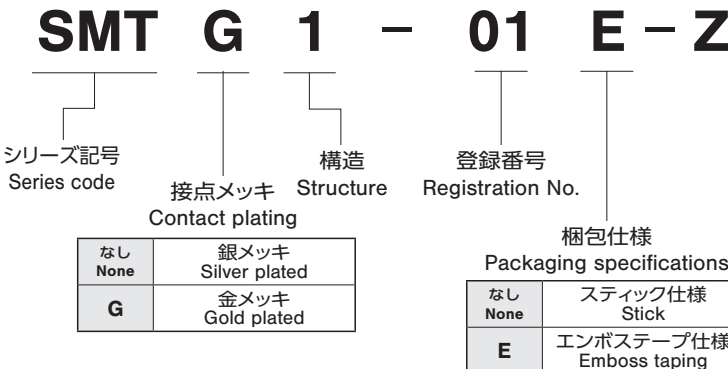 SMT G 1 - 01 E - Z
シリーズ記号
Series code
接点メッキ
Contact plating
構造
Structure
登録番号
Registration No.
梱包仕様
Packaging specifications
なし
None
銀メッキ
Silver plated
G
金メッキ
Gold plated
なし
None
スティック仕様
Stick
E
エンボステープ仕様
Emboss taping